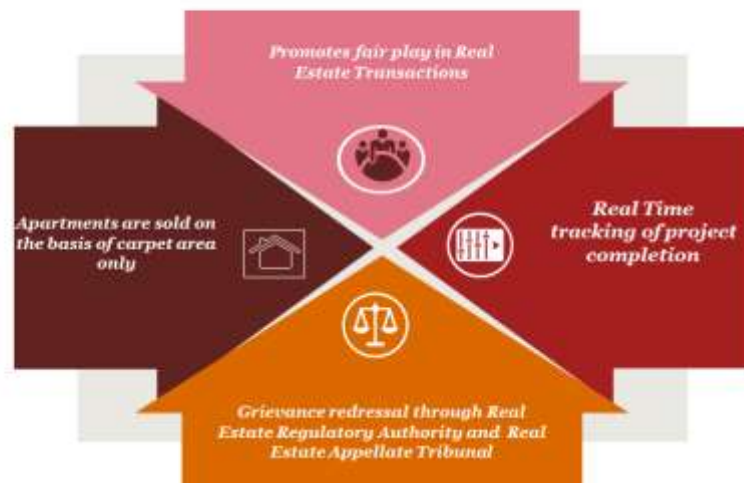 Promotes fair play in Real
Estate Transactions
Apartments are sold on
the basis of carpet area
only
Real Time
tracking of project
completion
Grievance redressal through Real
Estate Regulatory Authority and Real
Estate Appellate Tribunal